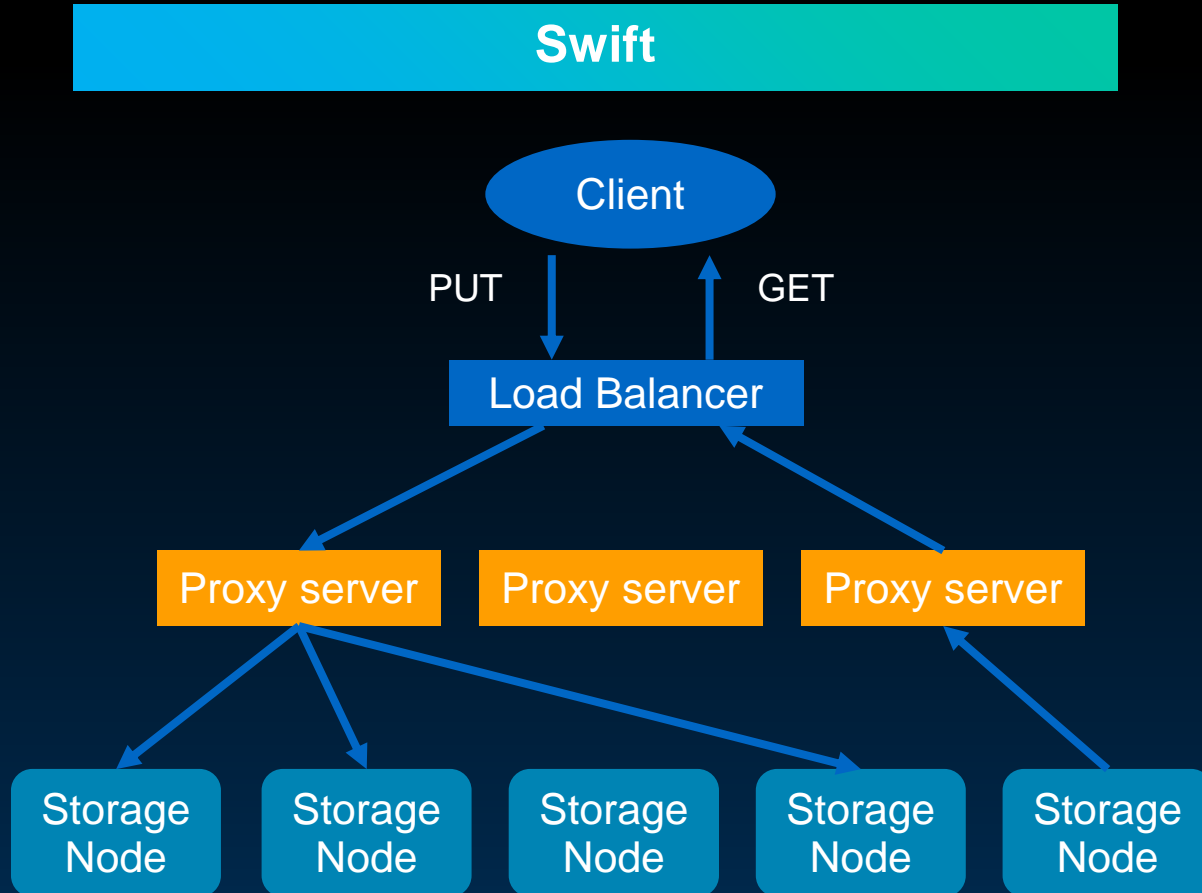 Swift
Client
PUT
GET
Load Balancer
Proxy server
Proxy server
Proxy server
Storage
Node
Storage
Node
Storage
Node
Storage
Node
Storage
Node